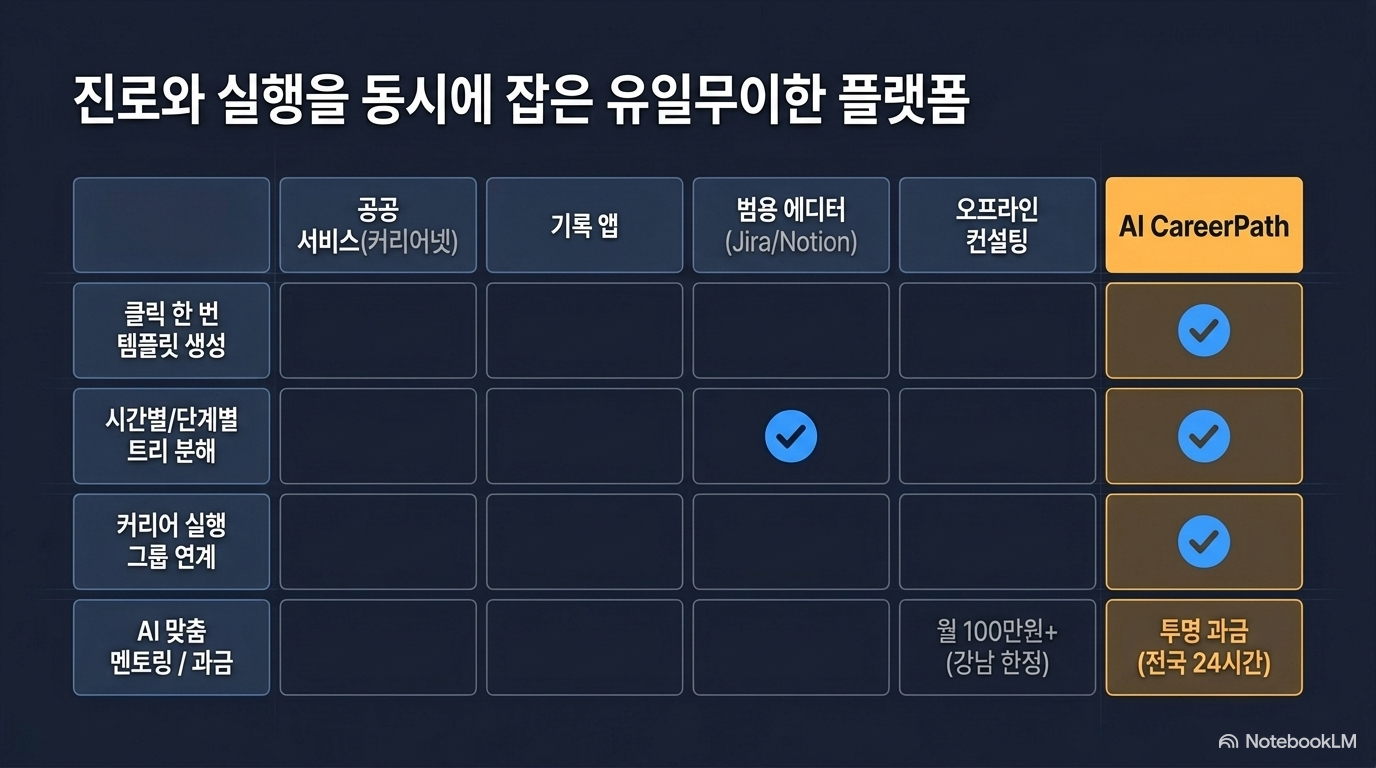 진로와 실행을 동시에 잡은 유일무이한 플랫폼
공공
서비스(커리어넷)
기록 앱
범용 에디터
(Jira/Notion)
오프라인
컨설팅
AI CareerPath
클릭 한 번
템플릿 생성
시간별/단계별
트리 분해
커리어 실행
그룹 연계
AI 맞춤
멘토링 / 과금
월 100만원+
(강남 한정)
투명 과금
(전국 24시간)
NotebookLM